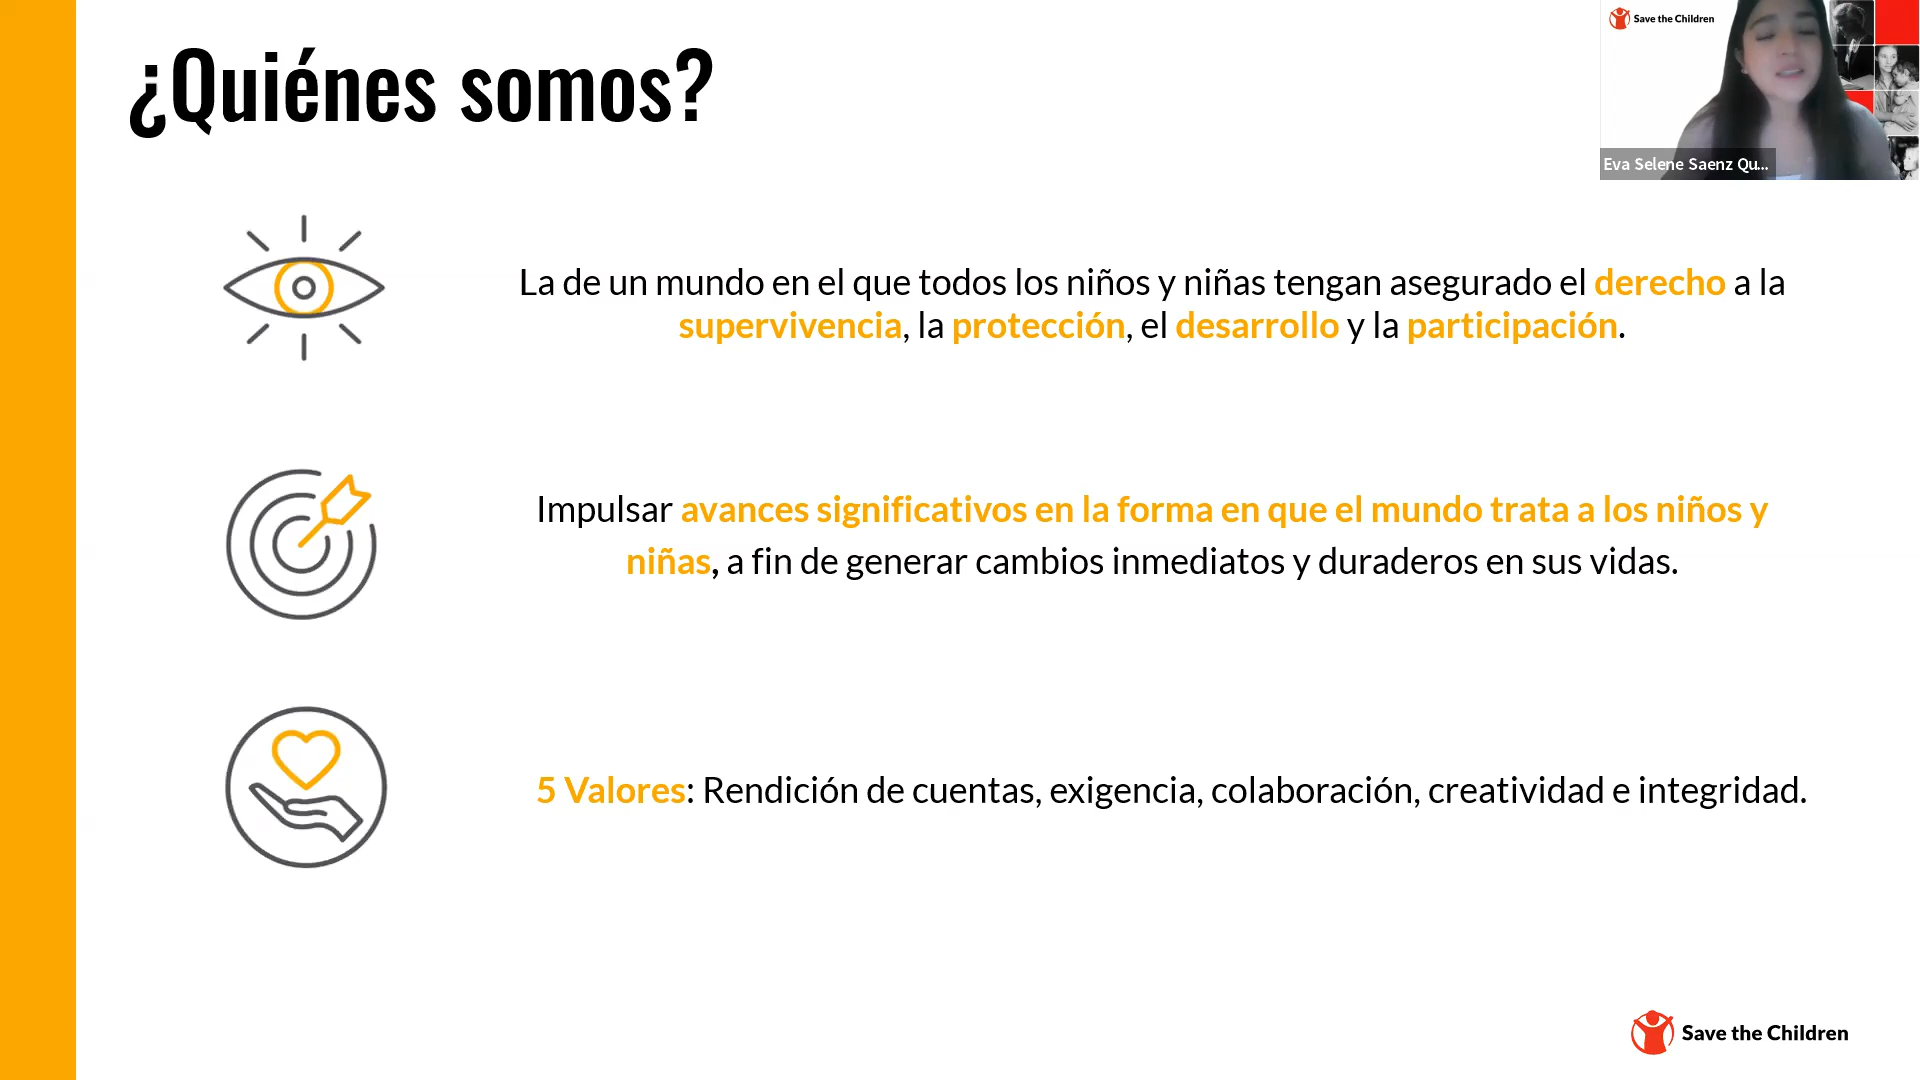 ¿Quiénes somos?
Save the Children
Eva Selene Saenz Qu...
La de un mundo en el que todos los niños y niñas tengan asegurado el derecho a la
supervivencia, la protección, el desarrollo y la participación.
Impulsar avances significativos en la forma en que el mundo trata a los niños y
niñas, a fin de generar cambios inmediatos y duraderos en sus vidas.
5 Valores: Rendición de cuentas, exigencia, colaboración, creatividad e integridad.
Save the Children